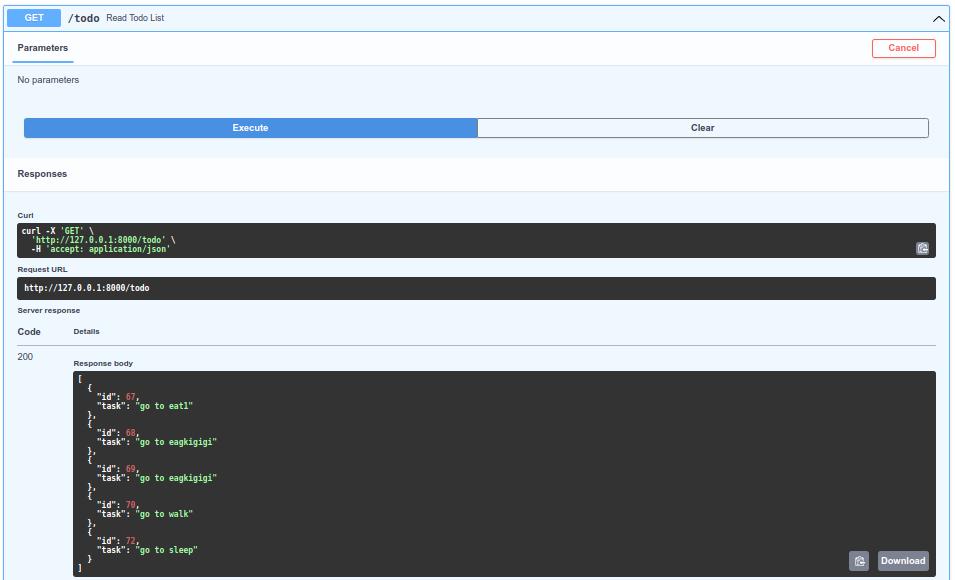 GET /todo Read Todo List
Parameters
Cancel
No parameters
Execute
Clear
Responses
Curl
curl -X 'GET' \
  'http://127.0.0.1:8000/todo' \
  -H 'accept: application/json'
Request URL
http://127.0.0.1:8000/todo
Server response
Code Details
200
Response body
[
  {
    "id": 67,
    "task": "go to eat1"
  },
  {
    "id": 68,
    "task": "go to eagkigigi"
  },
  {
    "id": 69,
    "task": "go to eagkigigi"
  },
  {
    "id": 70,
    "task": "go to walk"
  },
  {
    "id": 72,
    "task": "go to sleep"
  }
]
Download